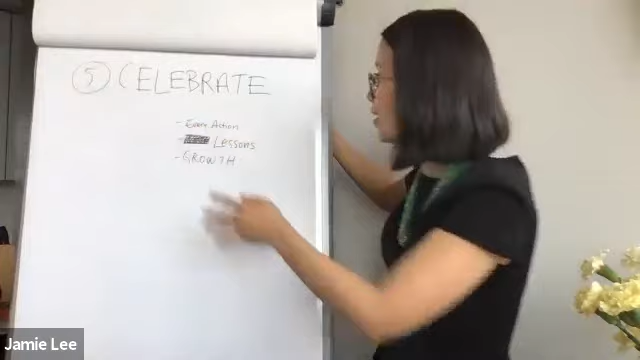 ⑤ CELEBRATE
- Every Action
- Lessons
- GROWTH
Jamie Lee